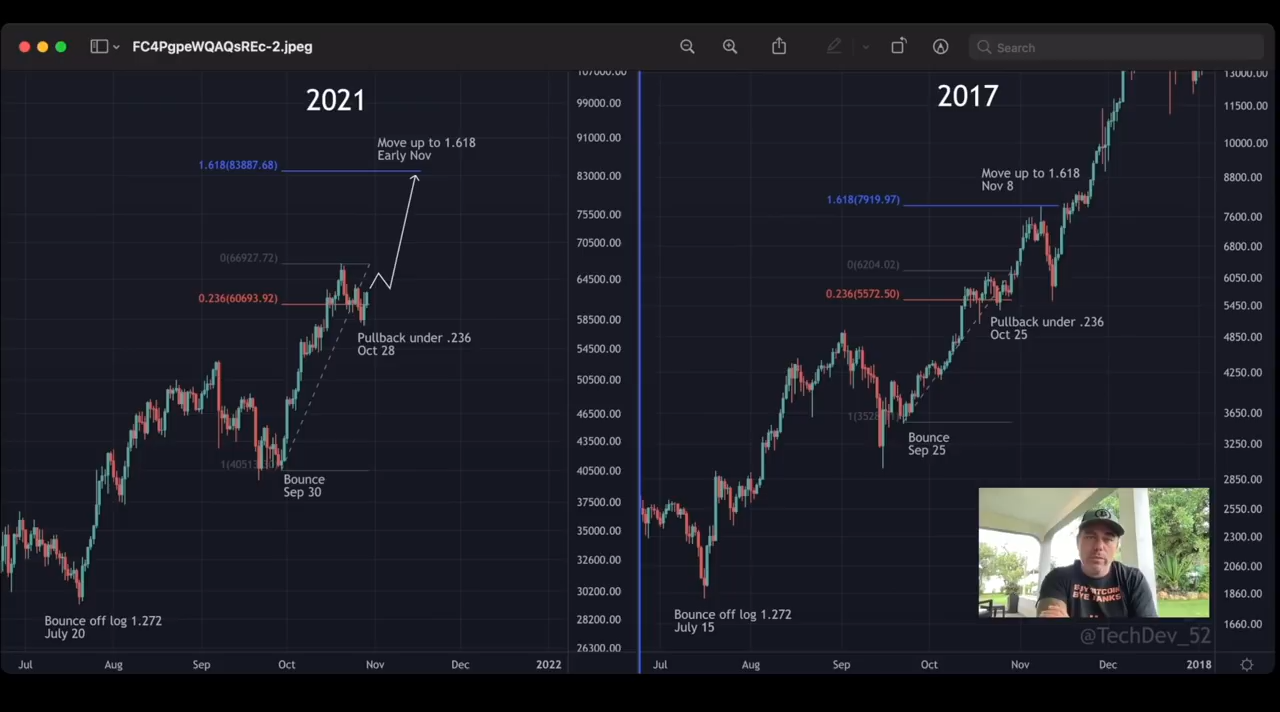 FC4PgpeWQAQsREc-2.jpeg
Search
2021
Move up to 1.618
Early Nov
1.618(83887.68)
0(66927.72)
0.236(60693.92)
Pullback under .236
Oct 28
Bounce
Sep 30
Bounce off log 1.272
July 20
107000.00
99000.00
91000.00
83000.00
75500.00
70500.00
64500.00
58500.00
54500.00
50500.00
46500.00
43500.00
40500.00
37500.00
35000.00
32600.00
30200.00
28200.00
26300.00
Jul
Aug
Sep
Oct
Nov
Dec
2022
2017
Move up to 1.618
Nov 8
1.618(7919.97)
0(6204.02)
0.236(5572.50)
Pullback under .236
Oct 25
Bounce
Sep 25
Bounce off log 1.272
July 15
13000.00
11500.00
10000.00
8800.00
7600.00
6800.00
6050.00
5450.00
4850.00
4250.00
3650.00
3250.00
2850.00
2550.00
2300.00
2060.00
1860.00
1660.00
BUY BITCOIN
BYE BANKS
@TechDev_52
Jul
Aug
Sep
Oct
Nov
Dec
2018